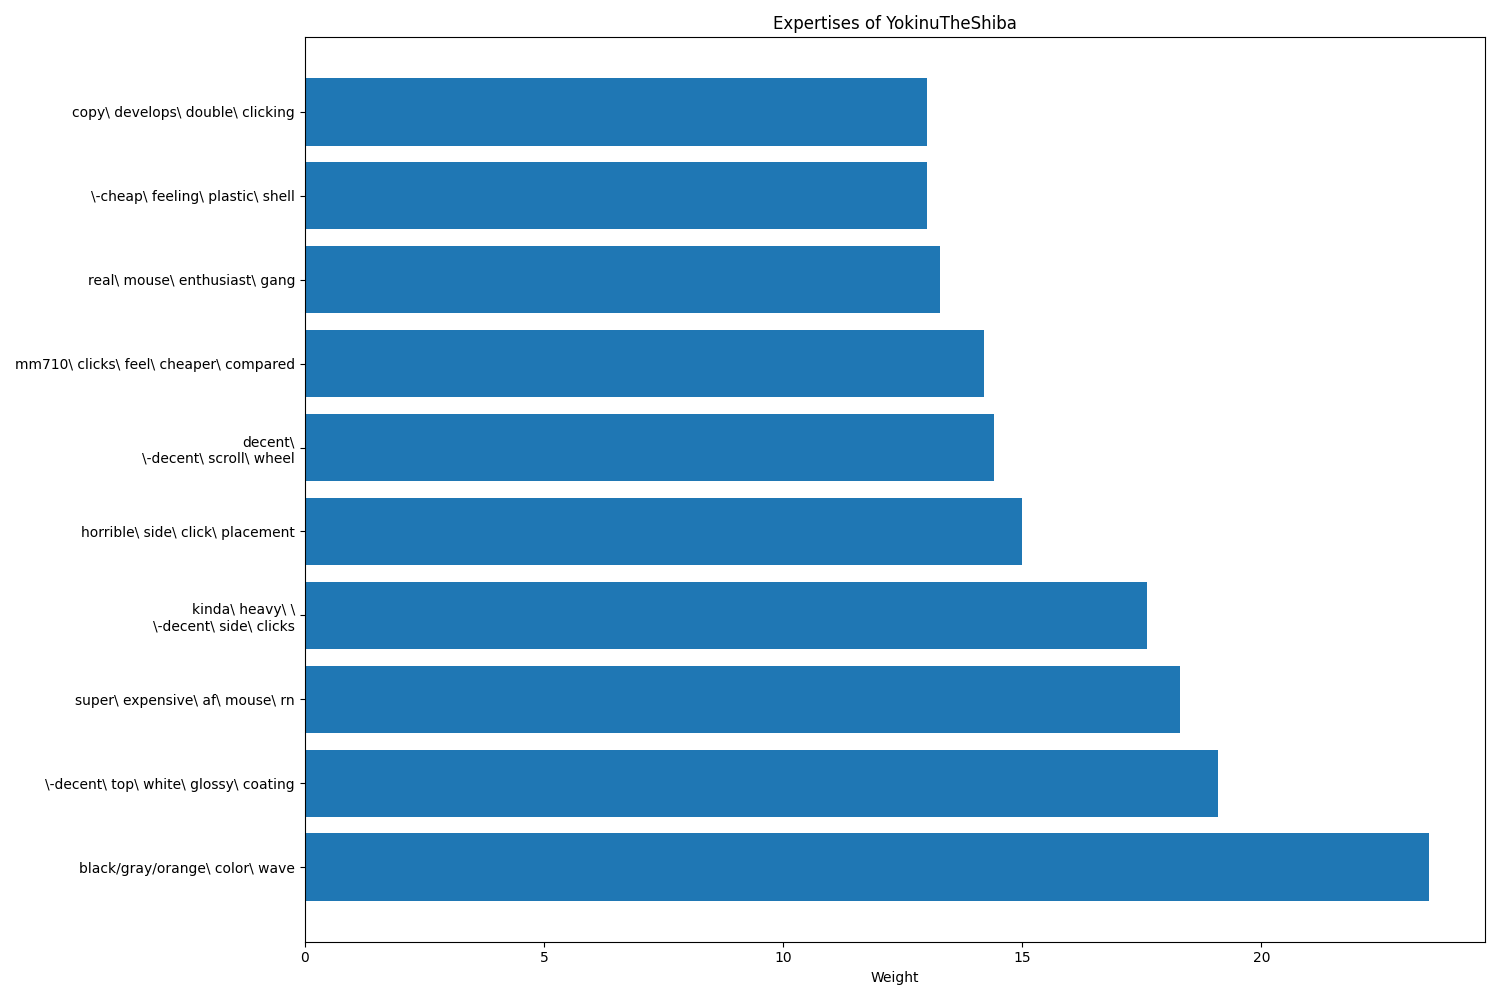 Expertises of YokinuTheShiba
copy\ develops\ double\ clicking
\-cheap\ feeling\ plastic\ shell
real\ mouse\ enthusiast\ gang
mm710\ clicks\ feel\ cheaper\ compared
decent\
\-decent\ scroll\ wheel
horrible\ side\ click\ placement
kinda\ heavy\ \
\-decent\ side\ clicks
super\ expensive\ af\ mouse\ rn
\-decent\ top\ white\ glossy\ coating
black/gray/orange\ color\ wave
0 5 10 15 20
Weight